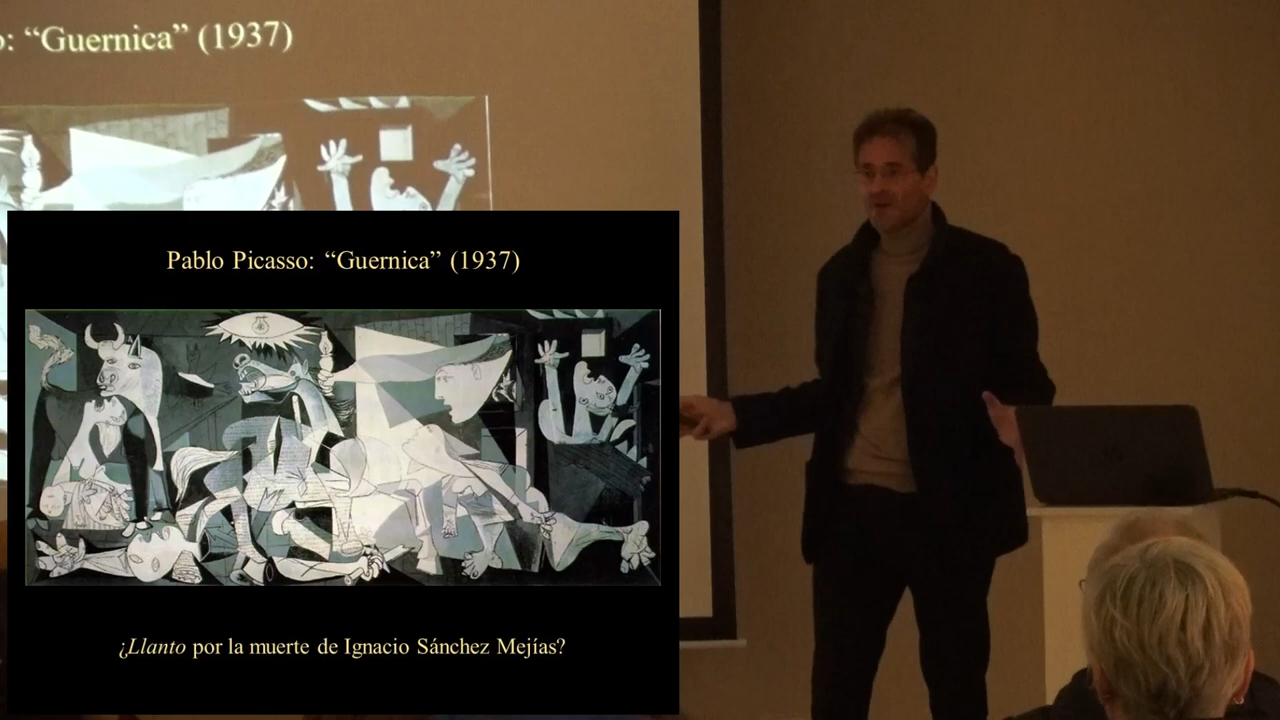 o: “Guernica” (1937)
Pablo Picasso: “Guernica” (1937)
¿Llanto por la muerte de Ignacio Sánchez Mejías?